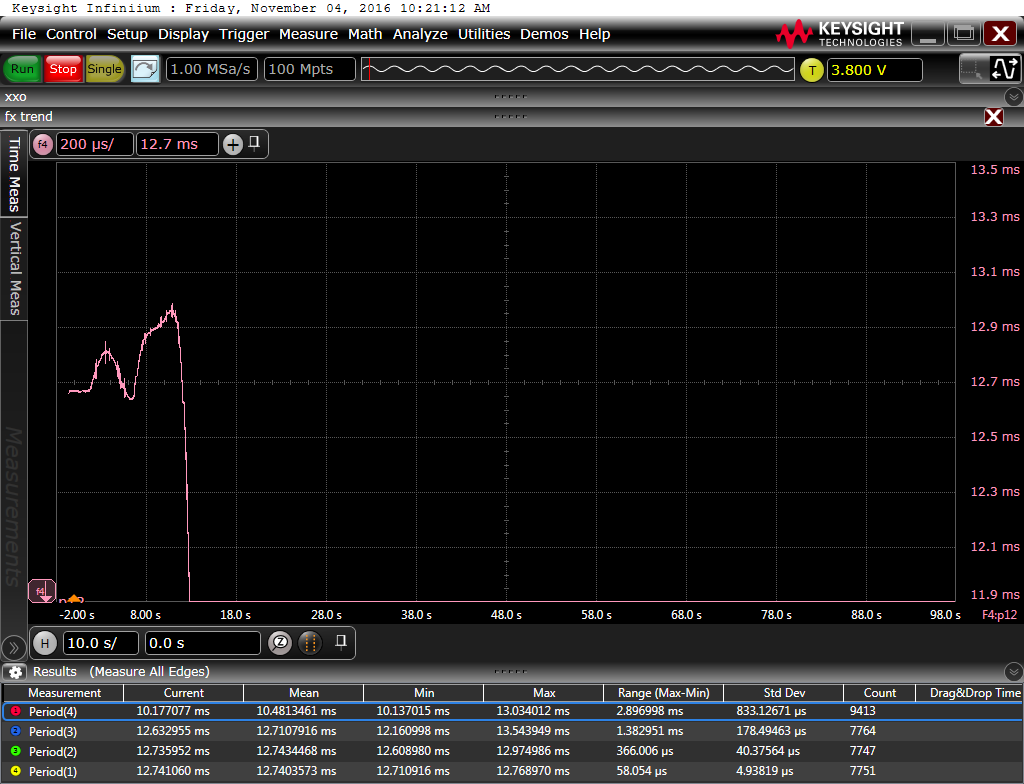 Keysight Infiniium : Friday, November 04, 2016 10:21:12 AM
File Control Setup Display Trigger Measure Math Analyze Utilities Demos Help
KEYSIGHT
TECHNOLOGIES
Run Stop Single 1.00 MSa/s 100 Mpts T 3.800 V
xxo
fx trend
f4 200 µs/ 12.7 ms
Time Meas
Vertical Meas
Measurements
13.5 ms
13.3 ms
13.1 ms
12.9 ms
12.7 ms
12.5 ms
12.3 ms
12.1 ms
11.9 ms
f4
-2.00 s 8.00 s 18.0 s 28.0 s 38.0 s 48.0 s 58.0 s 68.0 s 78.0 s 88.0 s 98.0 s F4:p12
H 10.0 s/ 0.0 s
Results (Measure All Edges)
Measurement Current Mean Min Max Range (Max-Min) Std Dev Count Drag&Drop Time
1 Period(4) 10.177077 ms 10.4813461 ms 10.137015 ms 13.034012 ms 2.896998 ms 833.12671 µs 9413
2 Period(3) 12.632955 ms 12.7107916 ms 12.160998 ms 13.543949 ms 1.382951 ms 178.49463 µs 7764
3 Period(2) 12.735952 ms 12.7434468 ms 12.608980 ms 12.974986 ms 366.006 µs 40.37564 µs 7747
4 Period(1) 12.741060 ms 12.7403573 ms 12.710916 ms 12.768970 ms 58.054 µs 4.93819 µs 7751